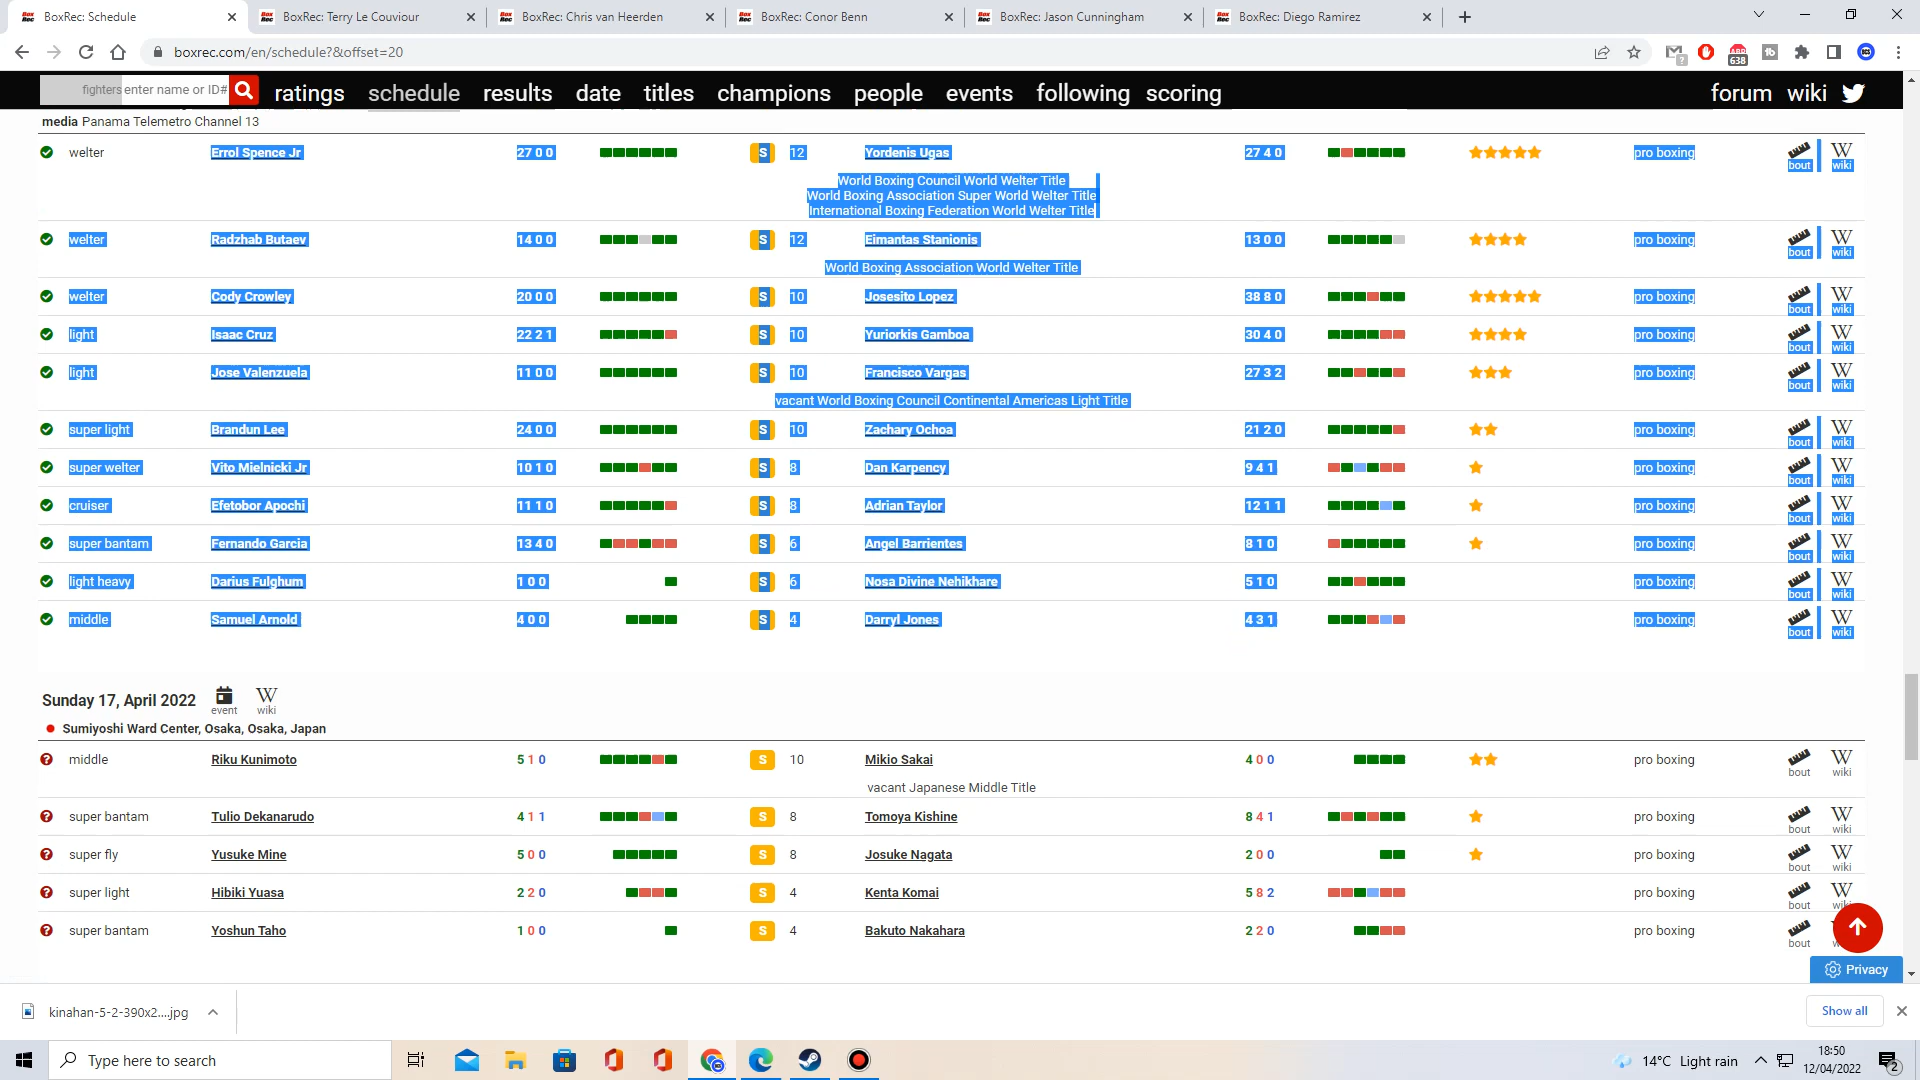 BoxRec: Schedule
BoxRec: Terry Le Couviour
BoxRec: Chris van Heerden
BoxRec: Conor Benn
BoxRec: Jason Cunningham
BoxRec: Diego Ramirez
boxrec.com/en/schedule?&offset=20
638
fighters enter name or ID# ratings schedule results date titles champions people events following scoring forum wiki
media Panama Telemetro Channel 13
welter Errol Spence Jr 27 0 0 S 12 Yordenis Ugas 27 4 0 pro boxing bout wiki
World Boxing Council World Welter Title
World Boxing Association Super World Welter Title
International Boxing Federation World Welter Title
welter Radzhab Butaev 14 0 0 S 12 Eimantas Stanionis 13 0 0 pro boxing bout wiki
World Boxing Association World Welter Title
welter Cody Crowley 20 0 0 S 10 Josesito Lopez 38 8 0 pro boxing bout wiki
light Isaac Cruz 22 2 1 S 10 Yuriorkis Gamboa 30 4 0 pro boxing bout wiki
light Jose Valenzuela 11 0 0 S 10 Francisco Vargas 27 3 2 pro boxing bout wiki
vacant World Boxing Council Continental Americas Light Title
super light Brandun Lee 24 0 0 S 10 Zachary Ochoa 21 2 0 pro boxing bout wiki
super welter Vito Mielnicki Jr 10 1 0 S 8 Dan Karpency 9 4 1 pro boxing bout wiki
cruiser Efetobor Apochi 11 1 0 S 8 Adrian Taylor 12 1 1 pro boxing bout wiki
super bantam Fernando Garcia 13 4 0 S 6 Angel Barrientes 8 1 0 pro boxing bout wiki
light heavy Darius Fulghum 1 0 0 S 6 Nosa Divine Nehikhare 5 1 0 pro boxing bout wiki
middle Samuel Arnold 4 0 0 S 4 Darryl Jones 4 3 1 pro boxing bout wiki
Sunday 17, April 2022 event wiki
Sumiyoshi Ward Center, Osaka, Osaka, Japan
middle Riku Kunimoto 5 1 0 S 10 Mikio Sakai 4 0 0 pro boxing bout wiki
vacant Japanese Middle Title
super bantam Tulio Dekanarudo 4 1 1 S 8 Tomoya Kishine 8 4 1 pro boxing bout wiki
super fly Yusuke Mine 5 0 0 S 8 Josuke Nagata 2 0 0 pro boxing bout wiki
super light Hibiki Yuasa 2 2 0 S 4 Kenta Komai 5 8 2 pro boxing bout
super bantam Yoshun Taho 1 0 0 S 4 Bakuto Nakahara 2 2 0 pro boxing bout
Privacy
kinahan-5-2-390x2....jpg
Show all
Type here to search
14°C Light rain
18:50
12/04/2022
2